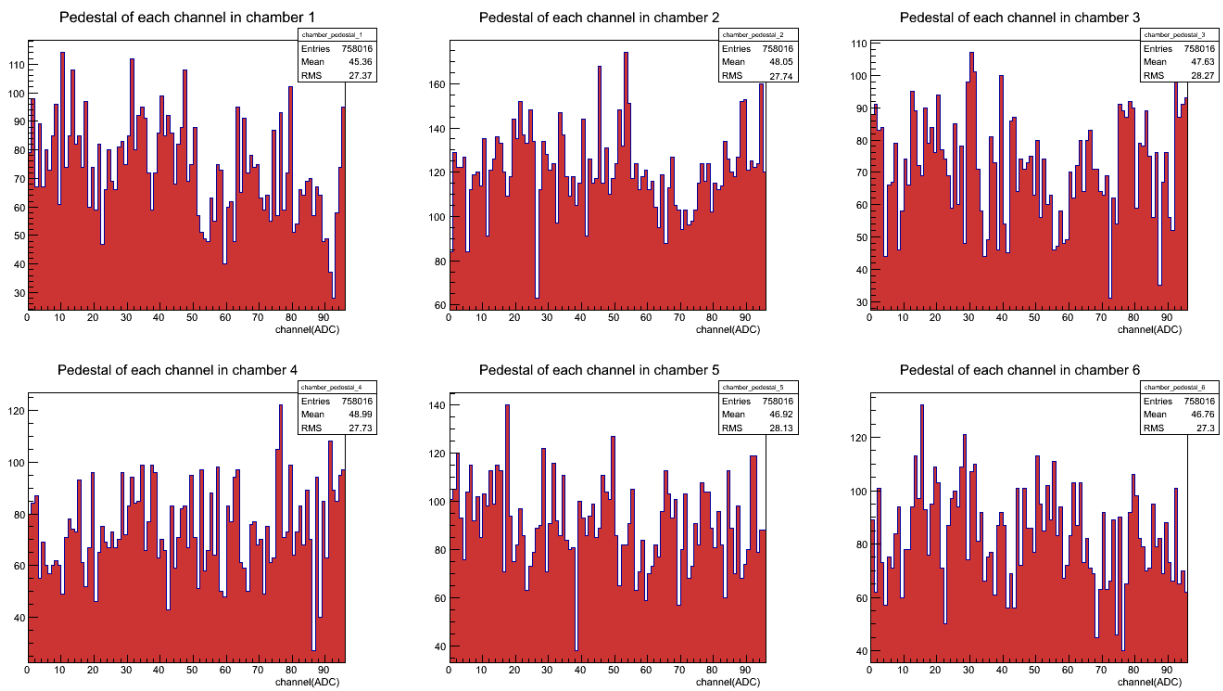 Pedestal of each channel in chamber 1
chamber_pedestal_1
Entries 758016
Mean 45.36
RMS 27.37
110
100
90
80
70
60
50
40
30
0 10 20 30 40 50 60 70 80 90
channel(ADC)
Pedestal of each channel in chamber 2
chamber_pedestal_2
Entries 758016
Mean 48.05
RMS 27.74
160
140
120
100
80
60
0 10 20 30 40 50 60 70 80 90
channel(ADC)
Pedestal of each channel in chamber 3
chamber_pedestal_3
Entries 758016
Mean 47.63
RMS 28.27
110
100
90
80
70
60
50
40
30
0 10 20 30 40 50 60 70 80 90
channel(ADC)
Pedestal of each channel in chamber 4
chamber_pedestal_4
Entries 758016
Mean 48.99
RMS 27.73
120
100
80
60
40
0 10 20 30 40 50 60 70 80 90
channel(ADC)
Pedestal of each channel in chamber 5
chamber_pedestal_5
Entries 758016
Mean 46.92
RMS 28.13
140
120
100
80
60
40
0 10 20 30 40 50 60 70 80 90
channel(ADC)
Pedestal of each channel in chamber 6
chamber_pedestal_6
Entries 758016
Mean 46.76
RMS 27.3
120
100
80
60
40
0 10 20 30 40 50 60 70 80 90
channel(ADC)